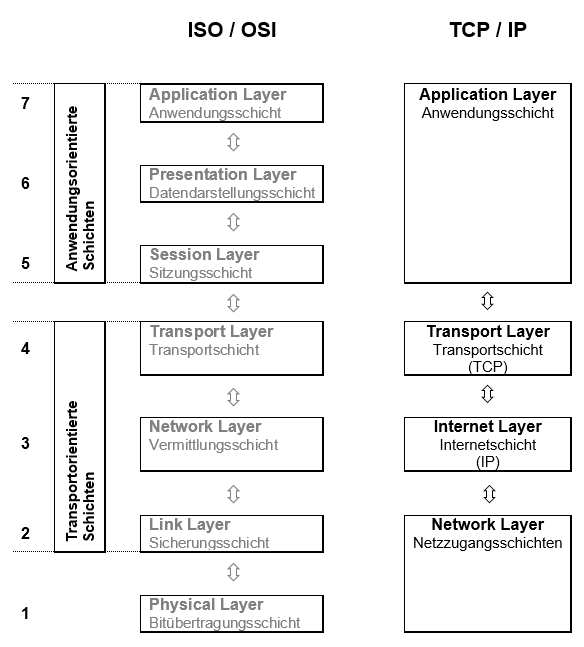 ISO / OSI
TCP / IP
7
Anwendungsorientierte
Schichten
Application Layer
Anwendungsschicht
Application Layer
Anwendungsschicht
6
Presentation Layer
Datendarstellungsschicht
5
Session Layer
Sitzungsschicht
4
Transportorientierte
Schichten
Transport Layer
Transportschicht
Transport Layer
Transportschicht
(TCP)
3
Network Layer
Vermittlungsschicht
Internet Layer
Internetschicht
(IP)
2
Link Layer
Sicherungsschicht
Network Layer
Netzzugangsschichten
1
Physical Layer
Bitübertragungsschicht